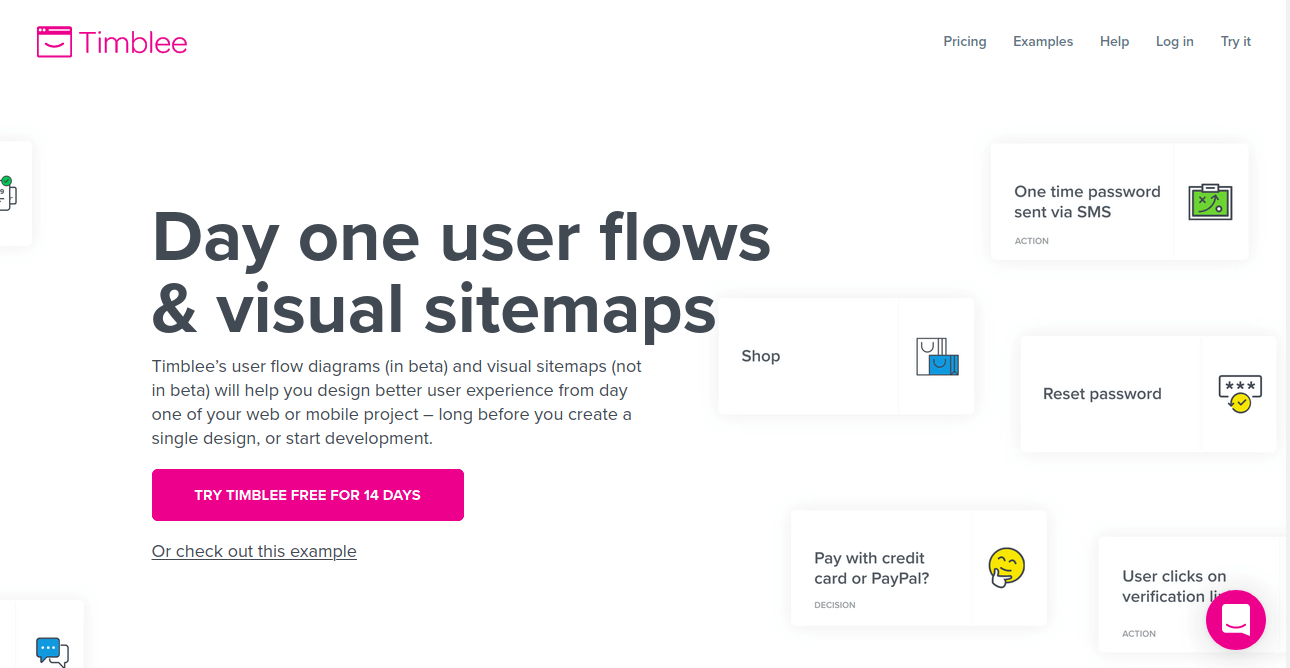 Timblee
Pricing
Examples
Help
Log in
Try it
One time password
sent via SMS
ACTION
Day one user flows
& visual sitemaps
Shop
Timblee’s user flow diagrams (in beta) and visual sitemaps (not
in beta) will help you design better user experience from day
one of your web or mobile project – long before you create a
single design, or start development.
Reset password
***
TRY TIMBLEE FREE FOR 14 DAYS
Or check out this example
Pay with credit
card or PayPal?
DECISION
User clicks on
verification
ACTION